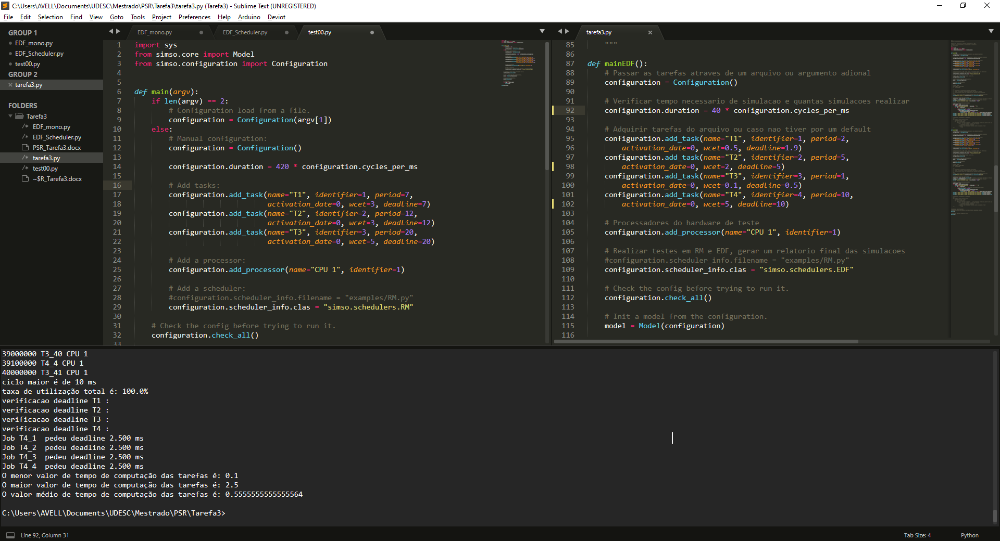 C:\Users\AVELL\Documents\UDESC\Mestrado\PSR\Tarefa3\tarefa3.py (Tarefa3) - Sublime Text (UNREGISTERED)
File Edit Selection Find View Goto Tools Project Preferences Help Arduino Deviot
GROUP 1
EDF_mono.py
EDF_Scheduler.py
test00.py
GROUP 2
tarefa3.py
FOLDERS
Tarefa3
/* EDF_mono.py
/* EDF_Scheduler.py
PSR_Tarefa3.docx
/* tarefa3.py
/* test00.py
~$R_Tarefa3.docx
EDF_mono.py EDF_Scheduler.py test00.py
1 import sys
2 from simso.core import Model
3 from simso.configuration import Configuration
4
5
6 def main(argv):
7 if len(argv) == 2:
8 # Configuration load from a file.
9 configuration = Configuration(argv[1])
10 else:
11 # Manual configuration:
12 configuration = Configuration()
13
14 configuration.duration = 420 * configuration.cycles_per_ms
15
16 # Add tasks:
17 configuration.add_task(name="T1", identifier=1, period=7,
18 activation_date=0, wcet=3, deadline=7)
19 configuration.add_task(name="T2", identifier=2, period=12,
20 activation_date=0, wcet=3, deadline=12)
21 configuration.add_task(name="T3", identifier=3, period=20,
22 activation_date=0, wcet=5, deadline=20)
23
24 # Add a processor:
25 configuration.add_processor(name="CPU 1", identifier=1)
26
27 # Add a scheduler:
28 #configuration.scheduler_info.filename = "examples/RM.py"
29 configuration.scheduler_info.clas = "simso.schedulers.RM"
30
31 # Check the config before trying to run it.
32 configuration.check_all()
33
tarefa3.py
85 """
86
87 def mainEDF():
88 # Passar as tarefas atraves de um arquivo ou argumento adional
89 configuration = Configuration()
90
91 # Verificar tempo necessario de simulacao e quantas simulacoes realizar
92 configuration.duration = 40 * configuration.cycles_per_ms
93
94 # Adquirir tarefas do arquivo ou caso nao tiver por um default
95 configuration.add_task(name="T1", identifier=1, period=2,
96 activation_date=0, wcet=0.5, deadline=1.9)
97 configuration.add_task(name="T2", identifier=2, period=5,
98 activation_date=0, wcet=2, deadline=5)
99 configuration.add_task(name="T3", identifier=3, period=1,
100 activation_date=0, wcet=0.1, deadline=0.5)
101 configuration.add_task(name="T4", identifier=4, period=10,
102 activation_date=0, wcet=5, deadline=10)
103
104 # Processadores do hardware de teste
105 configuration.add_processor(name="CPU 1", identifier=1)
106
107 # Realizar testes em RM e EDF, gerar um relatorio final das simulacoes
108 #configuration.scheduler_info.filename = "examples/RM.py"
109 configuration.scheduler_info.clas = "simso.schedulers.EDF"
110
111 # Check the config before trying to run it.
112 configuration.check_all()
113
114 # Init a model from the configuration.
115 model = Model(configuration)
116
39000000 T3_40 CPU 1
39100000 T4_4 CPU 1
40000000 T3_41 CPU 1
ciclo maior é de 10 ms
taxa de utilização total é: 100.0%
verificacao deadline T1 :
verificacao deadline T2 :
verificacao deadline T3 :
verificacao deadline T4 :
Job T4_1 pedeu deadline 2.500 ms
Job T4_2 pedeu deadline 2.500 ms
Job T4_3 pedeu deadline 2.500 ms
Job T4_4 pedeu deadline 2.500 ms
O menor valor de tempo de computação das tarefas é: 0.1
O maior valor de tempo de computação das tarefas é: 2.5
O valor médio de tempo de computação das tarefas é: 0.5555555555555564
C:\Users\AVELL\Documents\UDESC\Mestrado\PSR\Tarefa3>
Line 92, Column 31 Tab Size: 4 Python